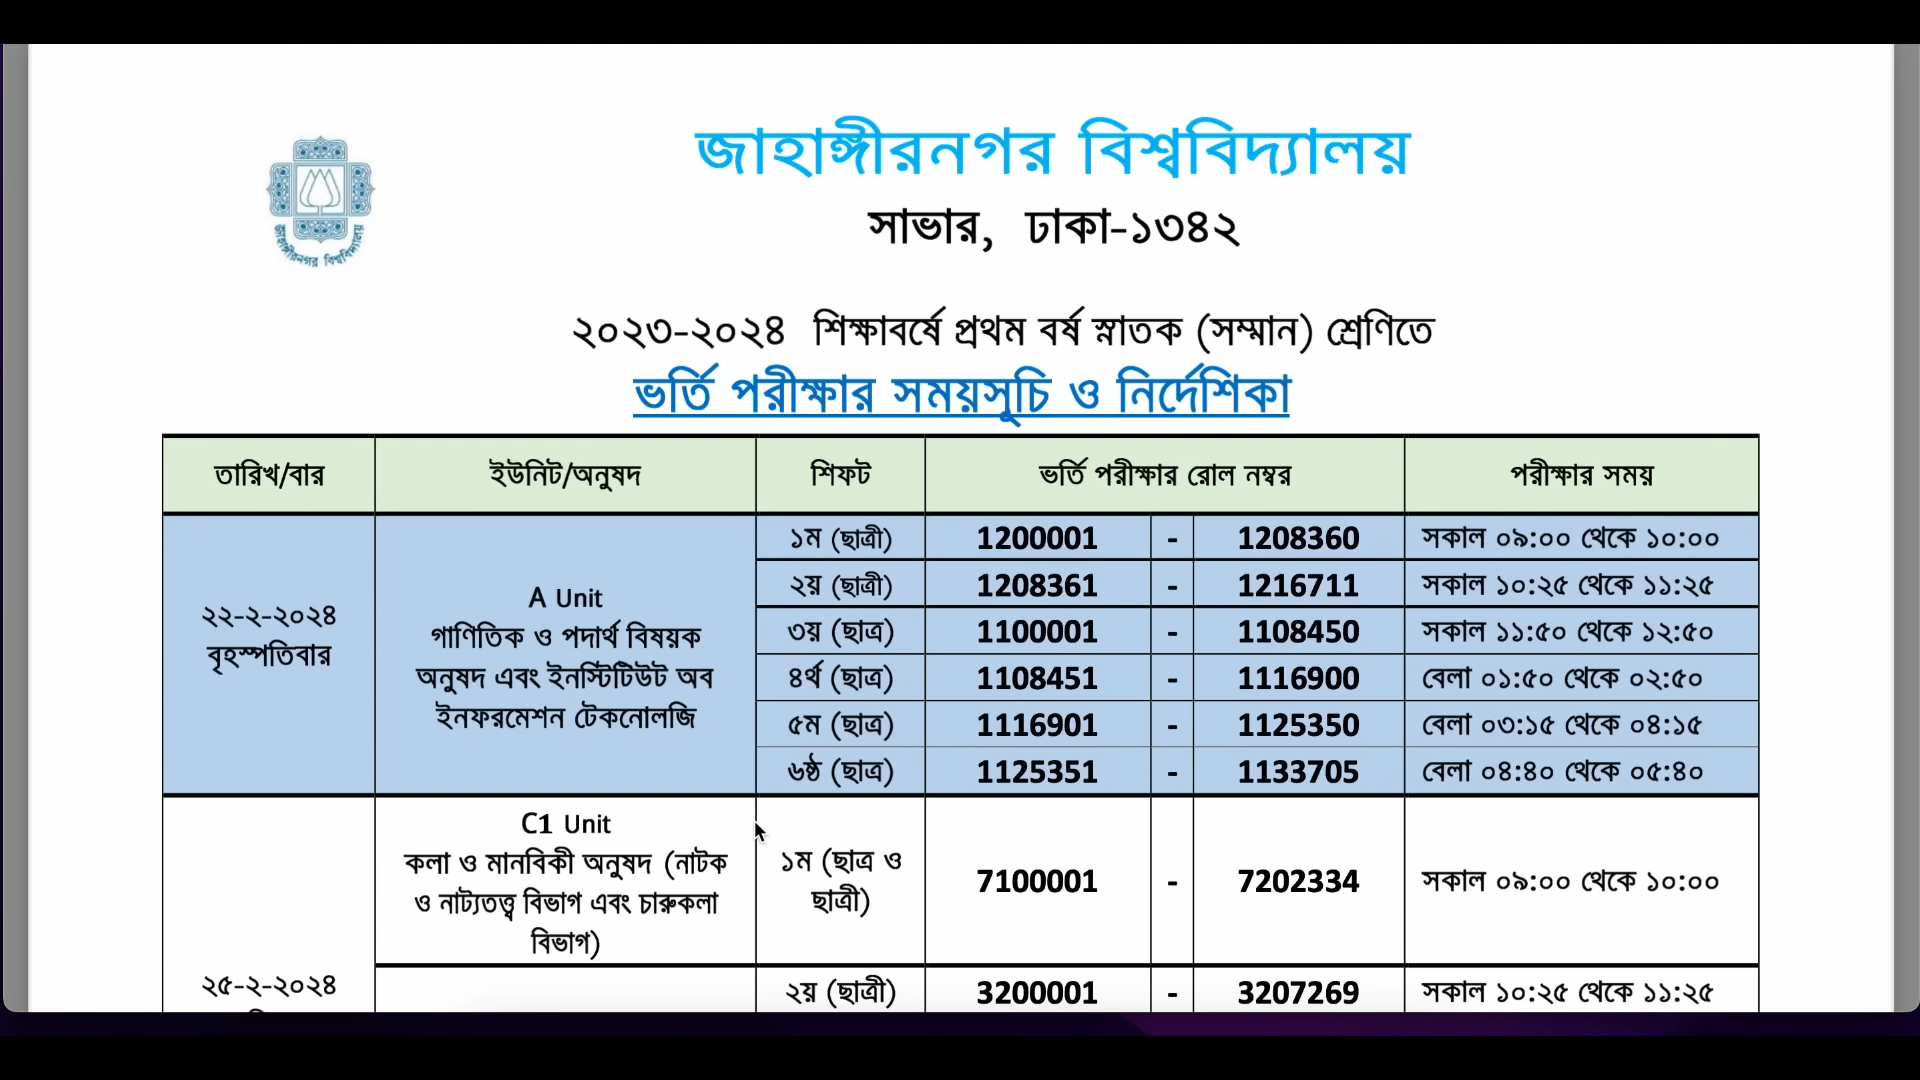 জাহাঙ্গীরনগর বিশ্ববিদ্যালয়
সাভার, ঢাকা-১৩৪২
জাহাঙ্গীরনগর বিশ্ববিদ্যালয়
২০২৩-২০২৪ শিক্ষাবর্ষে প্রথম বর্ষ স্নাতক (সম্মান) শ্রেণিতে
ভর্তি পরীক্ষার সময়সূচি ও নির্দেশিকা
তারিখ/বার ইউনিট/অনুষদ শিফট ভর্তি পরীক্ষার রোল নম্বর পরীক্ষার সময়
২২-২-২০২৪
বৃহস্পতিবার
A Unit
গাণিতিক ও পদার্থ বিষয়ক
অনুষদ এবং ইনস্টিটিউট অব
ইনফরমেশন টেকনোলজি
১ম (ছাত্রী) 1200001 - 1208360 সকাল ০৯:০০ থেকে ১০:০০
২য় (ছাত্রী) 1208361 - 1216711 সকাল ১০:২৫ থেকে ১১:২৫
৩য় (ছাত্র) 1100001 - 1108450 সকাল ১১:৫০ থেকে ১২:৫০
৪র্থ (ছাত্র) 1108451 - 1116900 বেলা ০১:৫০ থেকে ০২:৫০
৫ম (ছাত্র) 1116901 - 1125350 বেলা ০৩:১৫ থেকে ০৪:১৫
৬ষ্ঠ (ছাত্র) 1125351 - 1133705 বেলা ০৪:৪০ থেকে ০৫:৪০
C1 Unit
কলা ও মানবিকী অনুষদ (নাটক
ও নাট্যতত্ত্ব বিভাগ এবং চারুকলা
বিভাগ)
১ম (ছাত্র ও
ছাত্রী)
7100001 - 7202334 সকাল ০৯:০০ থেকে ১০:০০
২৫-২-২০২৪
২য় (ছাত্রী) 3200001 - 3207269 সকাল ১০:২৫ থেকে ১১:২৫